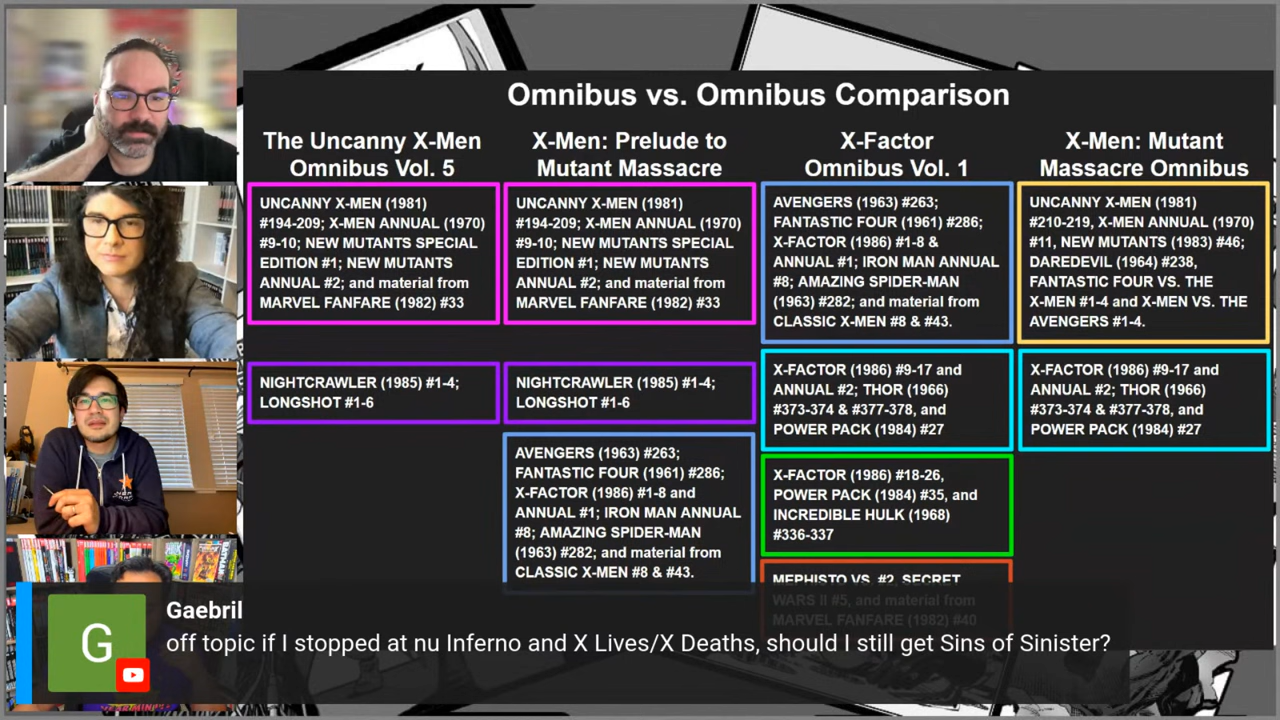 Omnibus vs. Omnibus Comparison
The Uncanny X-Men
Omnibus Vol. 5
UNCANNY X-MEN (1981)
#194-209; X-MEN ANNUAL (1970)
#9-10; NEW MUTANTS SPECIAL
EDITION #1; NEW MUTANTS
ANNUAL #2; and material from
MARVEL FANFARE (1982) #33
NIGHTCRAWLER (1985) #1-4;
LONGSHOT #1-6
X-Men: Prelude to
Mutant Massacre
UNCANNY X-MEN (1981)
#194-209; X-MEN ANNUAL (1970)
#9-10; NEW MUTANTS SPECIAL
EDITION #1; NEW MUTANTS
ANNUAL #2; and material from
MARVEL FANFARE (1982) #33
NIGHTCRAWLER (1985) #1-4;
LONGSHOT #1-6
AVENGERS (1963) #263;
FANTASTIC FOUR (1961) #286;
X-FACTOR (1986) #1-8 and
ANNUAL #1; IRON MAN ANNUAL
#8; AMAZING SPIDER-MAN
(1963) #282; and material from
CLASSIC X-MEN #8 & #43.
X-Factor
Omnibus Vol. 1
AVENGERS (1963) #263;
FANTASTIC FOUR (1961) #286;
X-FACTOR (1986) #1-8 &
ANNUAL #1; IRON MAN ANNUAL
#8; AMAZING SPIDER-MAN
(1963) #282; and material from
CLASSIC X-MEN #8 & #43.
X-FACTOR (1986) #9-17 and
ANNUAL #2; THOR (1966)
#373-374 & #377-378, and
POWER PACK (1984) #27
X-FACTOR (1986) #18-26,
POWER PACK (1984) #35, and
INCREDIBLE HULK (1968)
#336-337
MEPHISTO VS. #2, SECRET
WARS II #5, and material from
MARVEL FANFARE (1982) #40
X-Men: Mutant
Massacre Omnibus
UNCANNY X-MEN (1981)
#210-219, X-MEN ANNUAL (1970)
#11, NEW MUTANTS (1983) #46;
DAREDEVIL (1964) #238,
FANTASTIC FOUR VS. THE
X-MEN #1-4 and X-MEN VS. THE
AVENGERS #1-4.
X-FACTOR (1986) #9-17 and
ANNUAL #2; THOR (1966)
#373-374 & #377-378, and
POWER PACK (1984) #27
G
Gaebril
off topic if I stopped at nu Inferno and X Lives/X Deaths, should I still get Sins of Sinister?